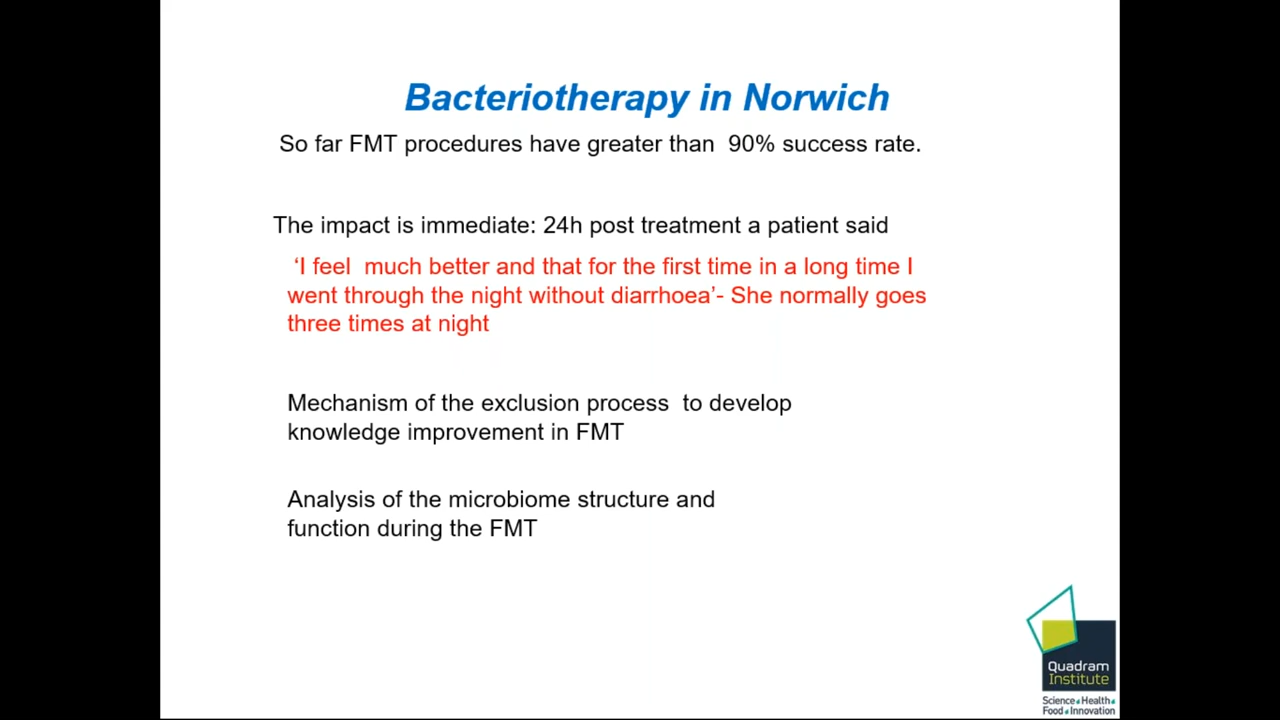 Bacteriotherapy in Norwich
So far FMT procedures have greater than 90% success rate.
The impact is immediate: 24h post treatment a patient said
‘I feel much better and that for the first time in a long time I
went through the night without diarrhoea’- She normally goes
three times at night
Mechanism of the exclusion process to develop
knowledge improvement in FMT
Analysis of the microbiome structure and
function during the FMT
Quadram
Institute
Science Health
Food Innovation